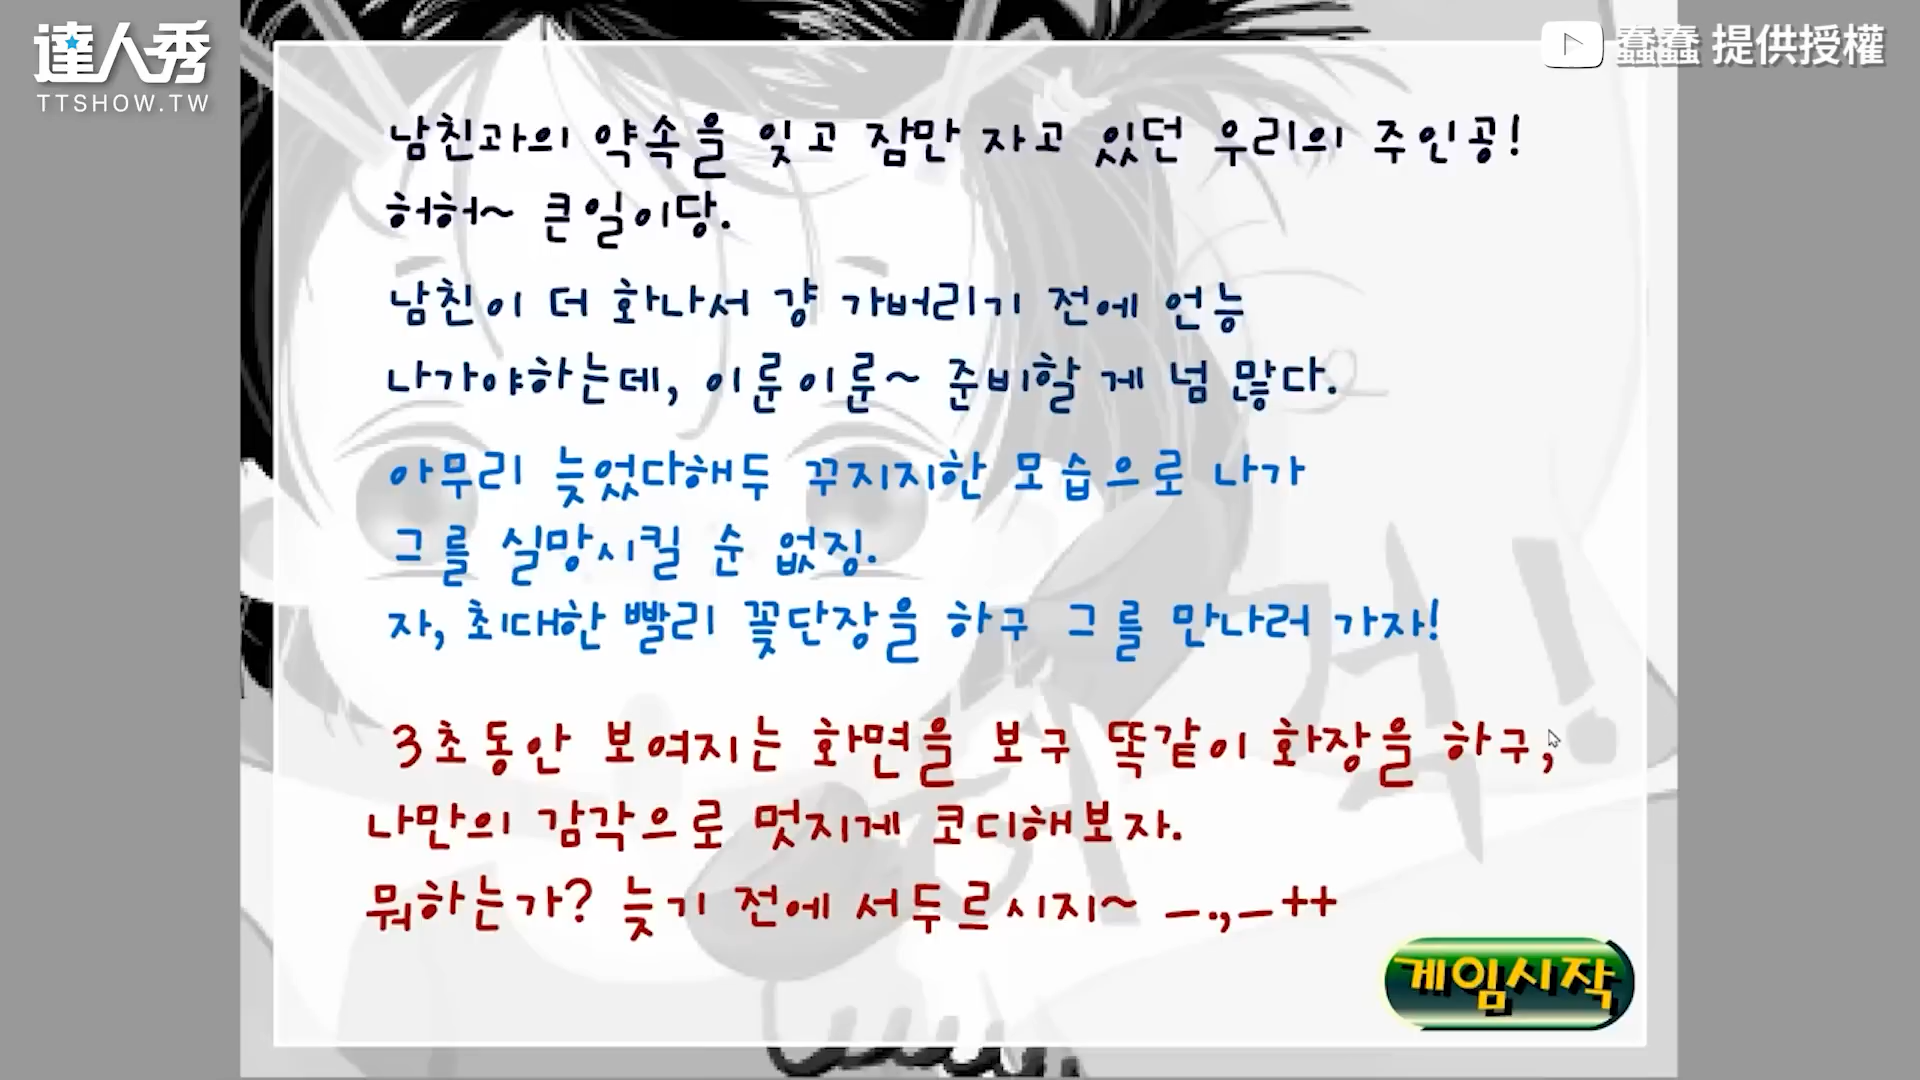 達人秀
TTSHOW.TW
蠢蠢 提供授權
남친과의 약속을 잊고 잠만 자고 있던 우리의 주인공!
허허~ 큰일이당.
남친이 더 화나서 걍 가버리기 전에 언능
나가야하는데, 이룬이룬~ 준비할 게 넘 많다.
아무리 늦었다해두 꾸지지한 모습으로 나가
그를 실망시킬 순 없징.
자, 최대한 빨리 꽃단장을 하구 그를 만나러 가자!
3초동안 보여지는 화면을 보구 똑같이 화장을 하구,
나만의 감각으로 멋지게 코디해보자.
뭐하는가? 늦기 전에 서두르시지~ _.,_++
게임시작